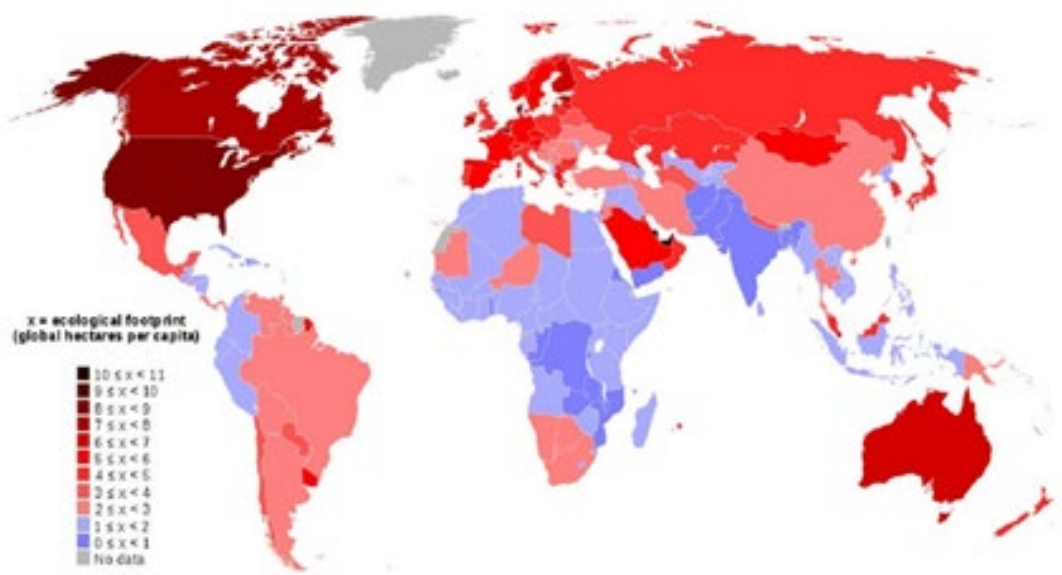 x = ecological footprint
(global hectares per capita)
10 ≤ x < 11
9 ≤ x < 10
8 ≤ x < 9
7 ≤ x < 8
6 ≤ x < 7
5 ≤ x < 6
4 ≤ x < 5
3 ≤ x < 4
2 ≤ x < 3
1 ≤ x < 2
0 ≤ x < 1
No data